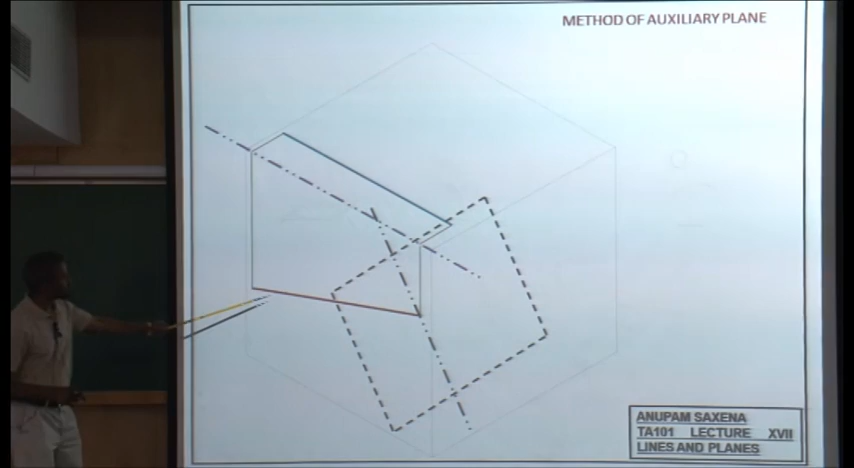 METHOD OF AUXILIARY PLANE
ANUPAM SAXENA
TA101 LECTURE XVII
LINES AND PLANES